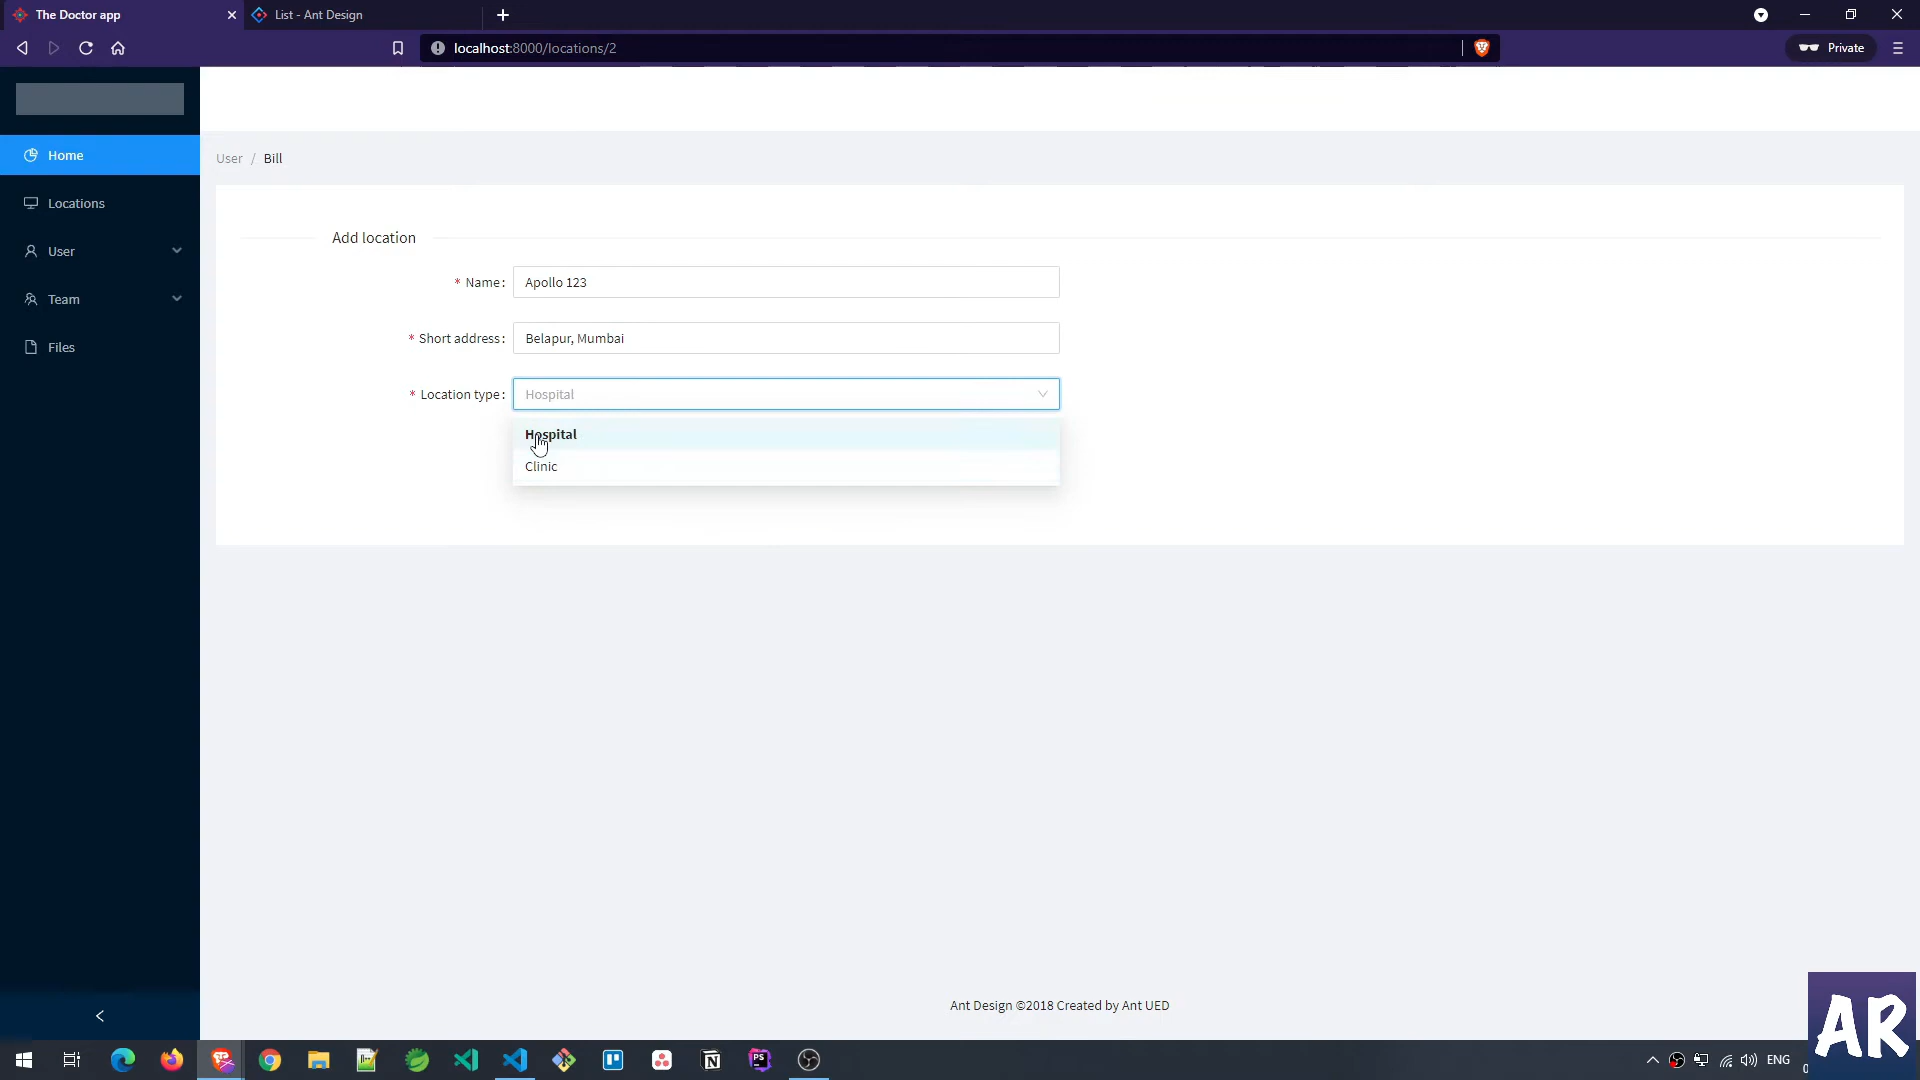 The Doctor app
List - Ant Design
localhost:8000/locations/2
Private
Home
Locations
User
Team
Files
User / Bill
Add location
* Name:
Apollo 123
* Short address:
Belapur, Mumbai
* Location type:
Hospital
Hospital
Clinic
Ant Design ©2018 Created by Ant UED
ENG
AR